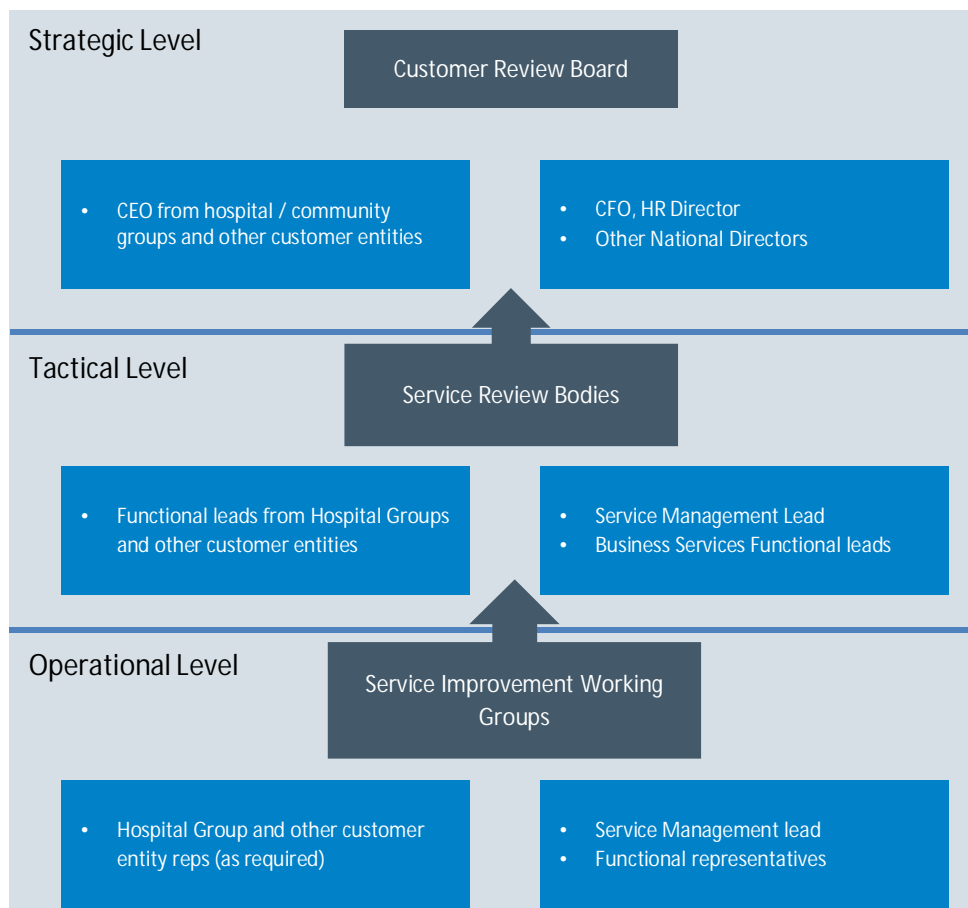 Strategic Level
Customer Review Board
• CEO from hospital / community
groups and other customer entities
• CFO, HR Director
• Other National Directors
Tactical Level
Service Review Bodies
• Functional leads from Hospital Groups
and other customer entities
• Service Management Lead
• Business Services Functional leads
Operational Level
Service Improvement Working
Groups
• Hospital Group and other customer
entity reps (as required)
• Service Management lead
• Functional representatives